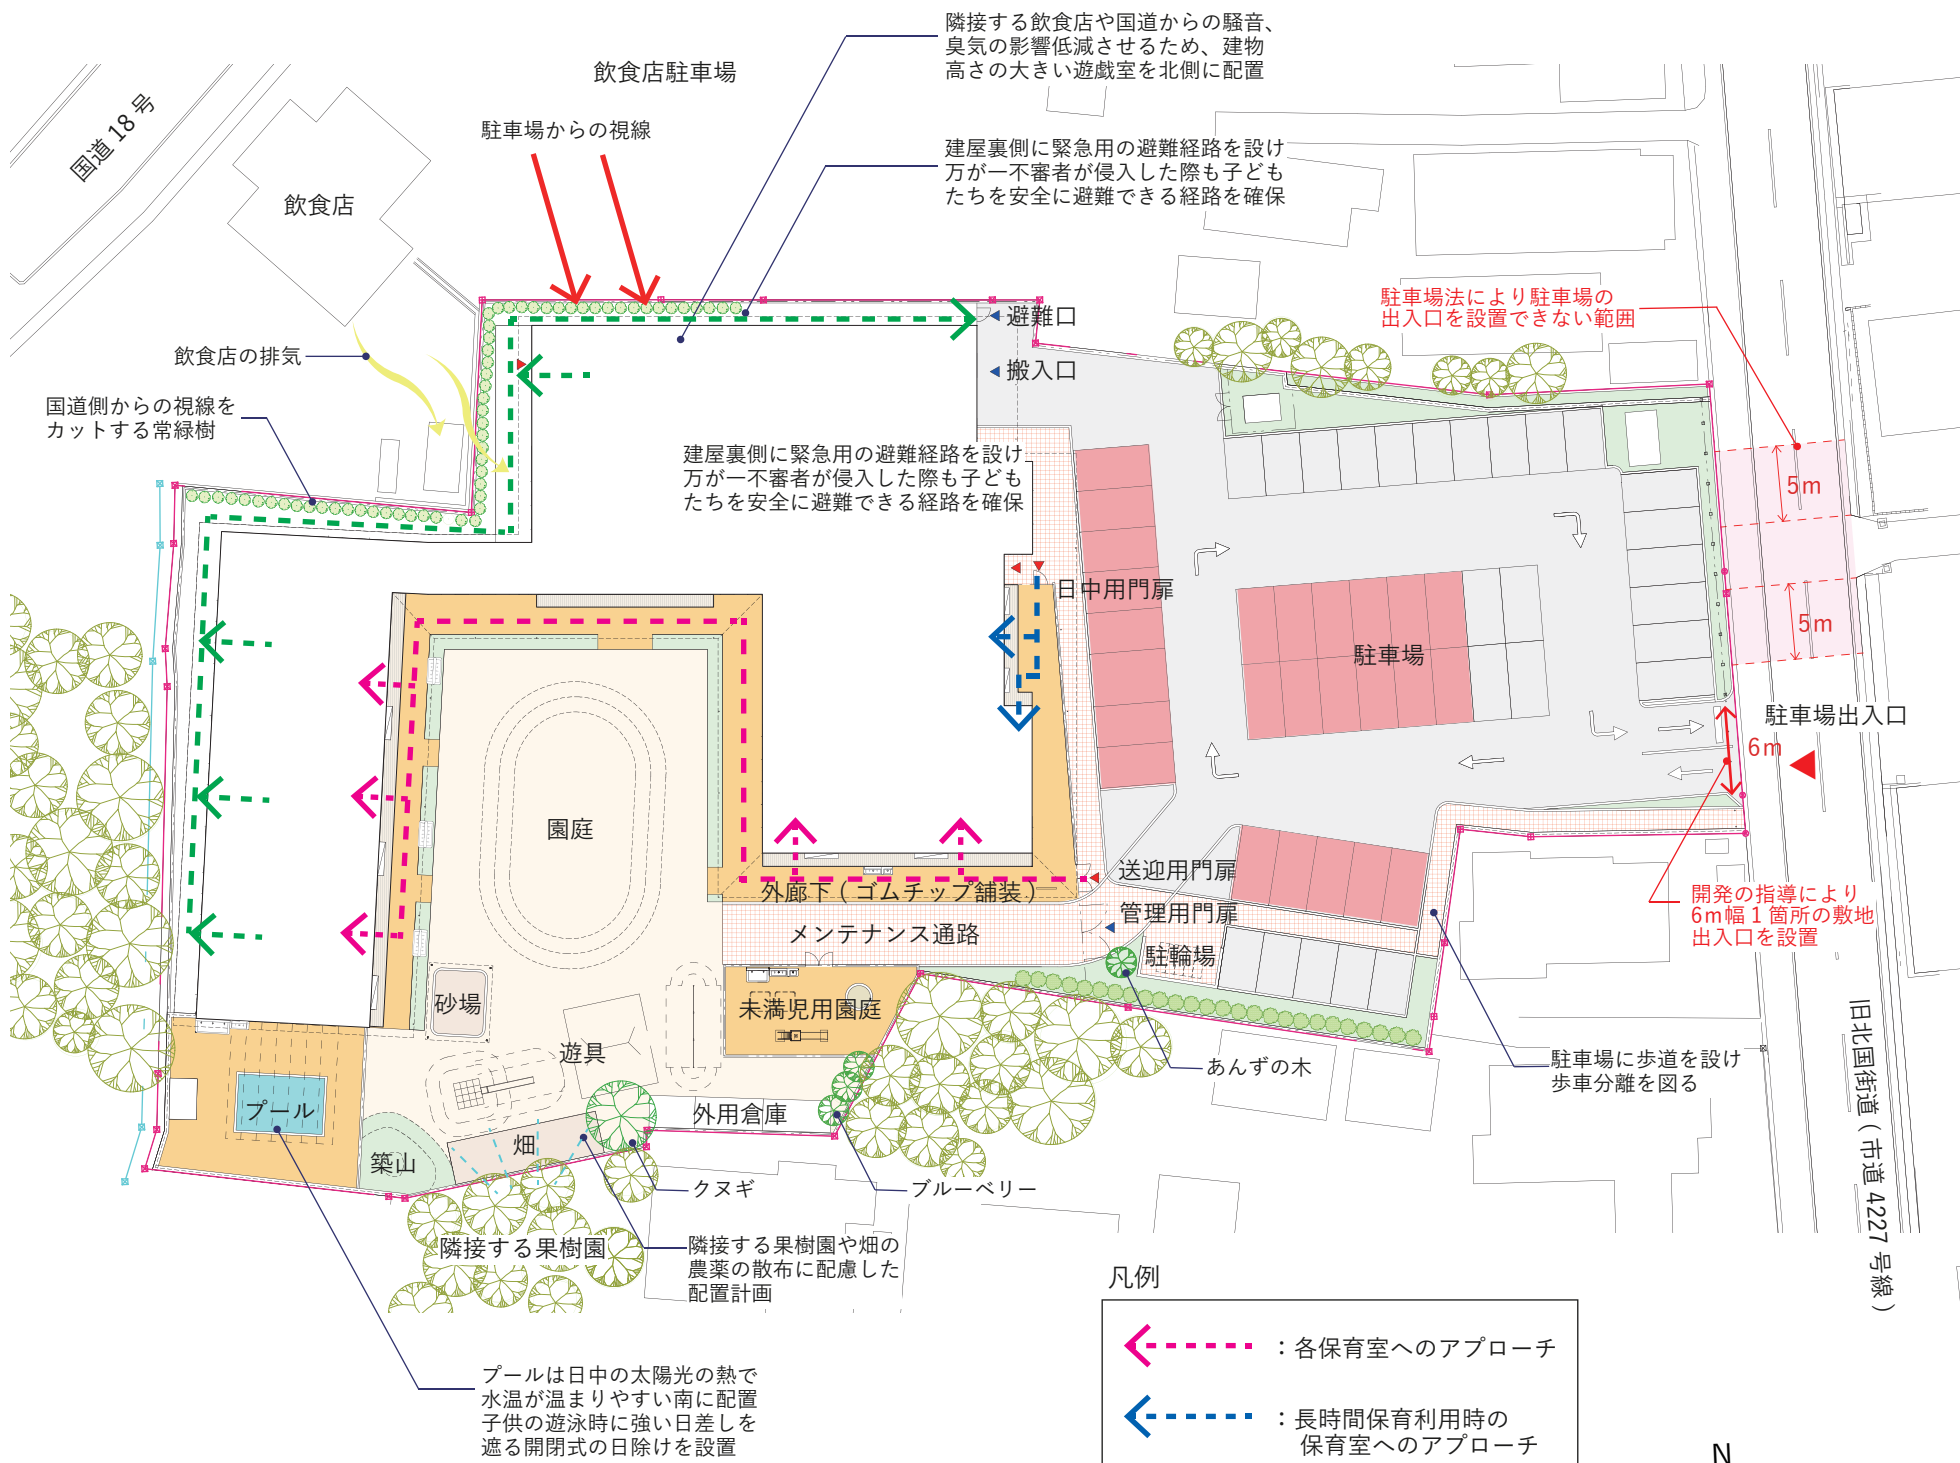 隣接する飲食店や国道からの騒音、
臭気の影響低減させるため、建物
高さの大きい遊戯室を北側に配置
飲食店駐車場
国道 18 号
駐車場からの視線
建屋裏側に緊急用の避難経路を設け
万が一不審者が侵入した際も子ども
たちを安全に避難できる経路を確保
飲食店
駐車場法により駐車場の
出入口を設置できない範囲
避難口
飲食店の排気
搬入口
国道側からの視線を
カットする常緑樹
建屋裏側に緊急用の避難経路を設け
万が一不審者が侵入した際も子ども
たちを安全に避難できる経路を確保
5m
日中用門扉
5m
駐車場
駐車場出入口
6m
園庭
送迎用門扉
外廊下 ( ゴムチップ舗装 )
管理用門扉
開発の指導により
6m幅 1 箇所の敷地
出入口を設置
メンテナンス通路
駐輪場
砂場
未満児用園庭
遊具
あんずの木
駐車場に歩道を設け
歩車分離を図る
旧北国街道 ( 市道 42227 号線 )
プール
外用倉庫
畑
築山
クヌギ
ブルーベリー
隣接する果樹園
隣接する果樹園や畑の
農薬の散布に配慮した
配置計画
凡例
：各保育室へのアプローチ
プールは日中の太陽光の熱で
水温が温まりやすい南に配置
子供の遊泳時に強い日差しを
遮る開閉式の日除けを設置
：長時間保育利用時の
保育室へのアプローチ
N